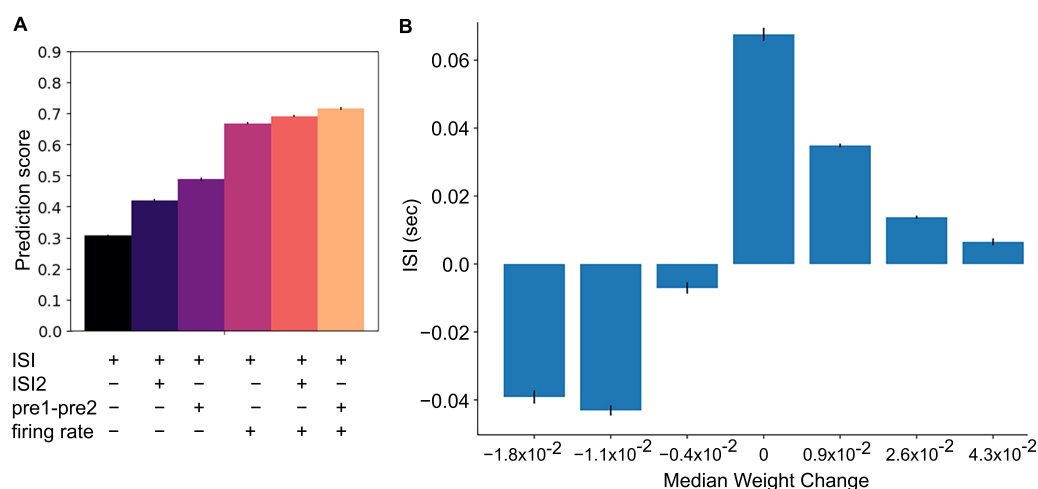 A
Prediction score
0.9
0.8
0.7
0.6
0.5
0.4
0.3
0.2
0.1
0.0
ISI + + + + + +
ISI2 − + − − + −
pre1-pre2 − − + − − +
firing rate − − − + + +
B
ISI (sec)
0.06
0.04
0.02
0.0
−0.02
−0.04
−1.8x10⁻² −1.1x10⁻² −0.4x10⁻² 0 0.9x10⁻² 2.6x10⁻² 4.3x10⁻²
Median Weight Change